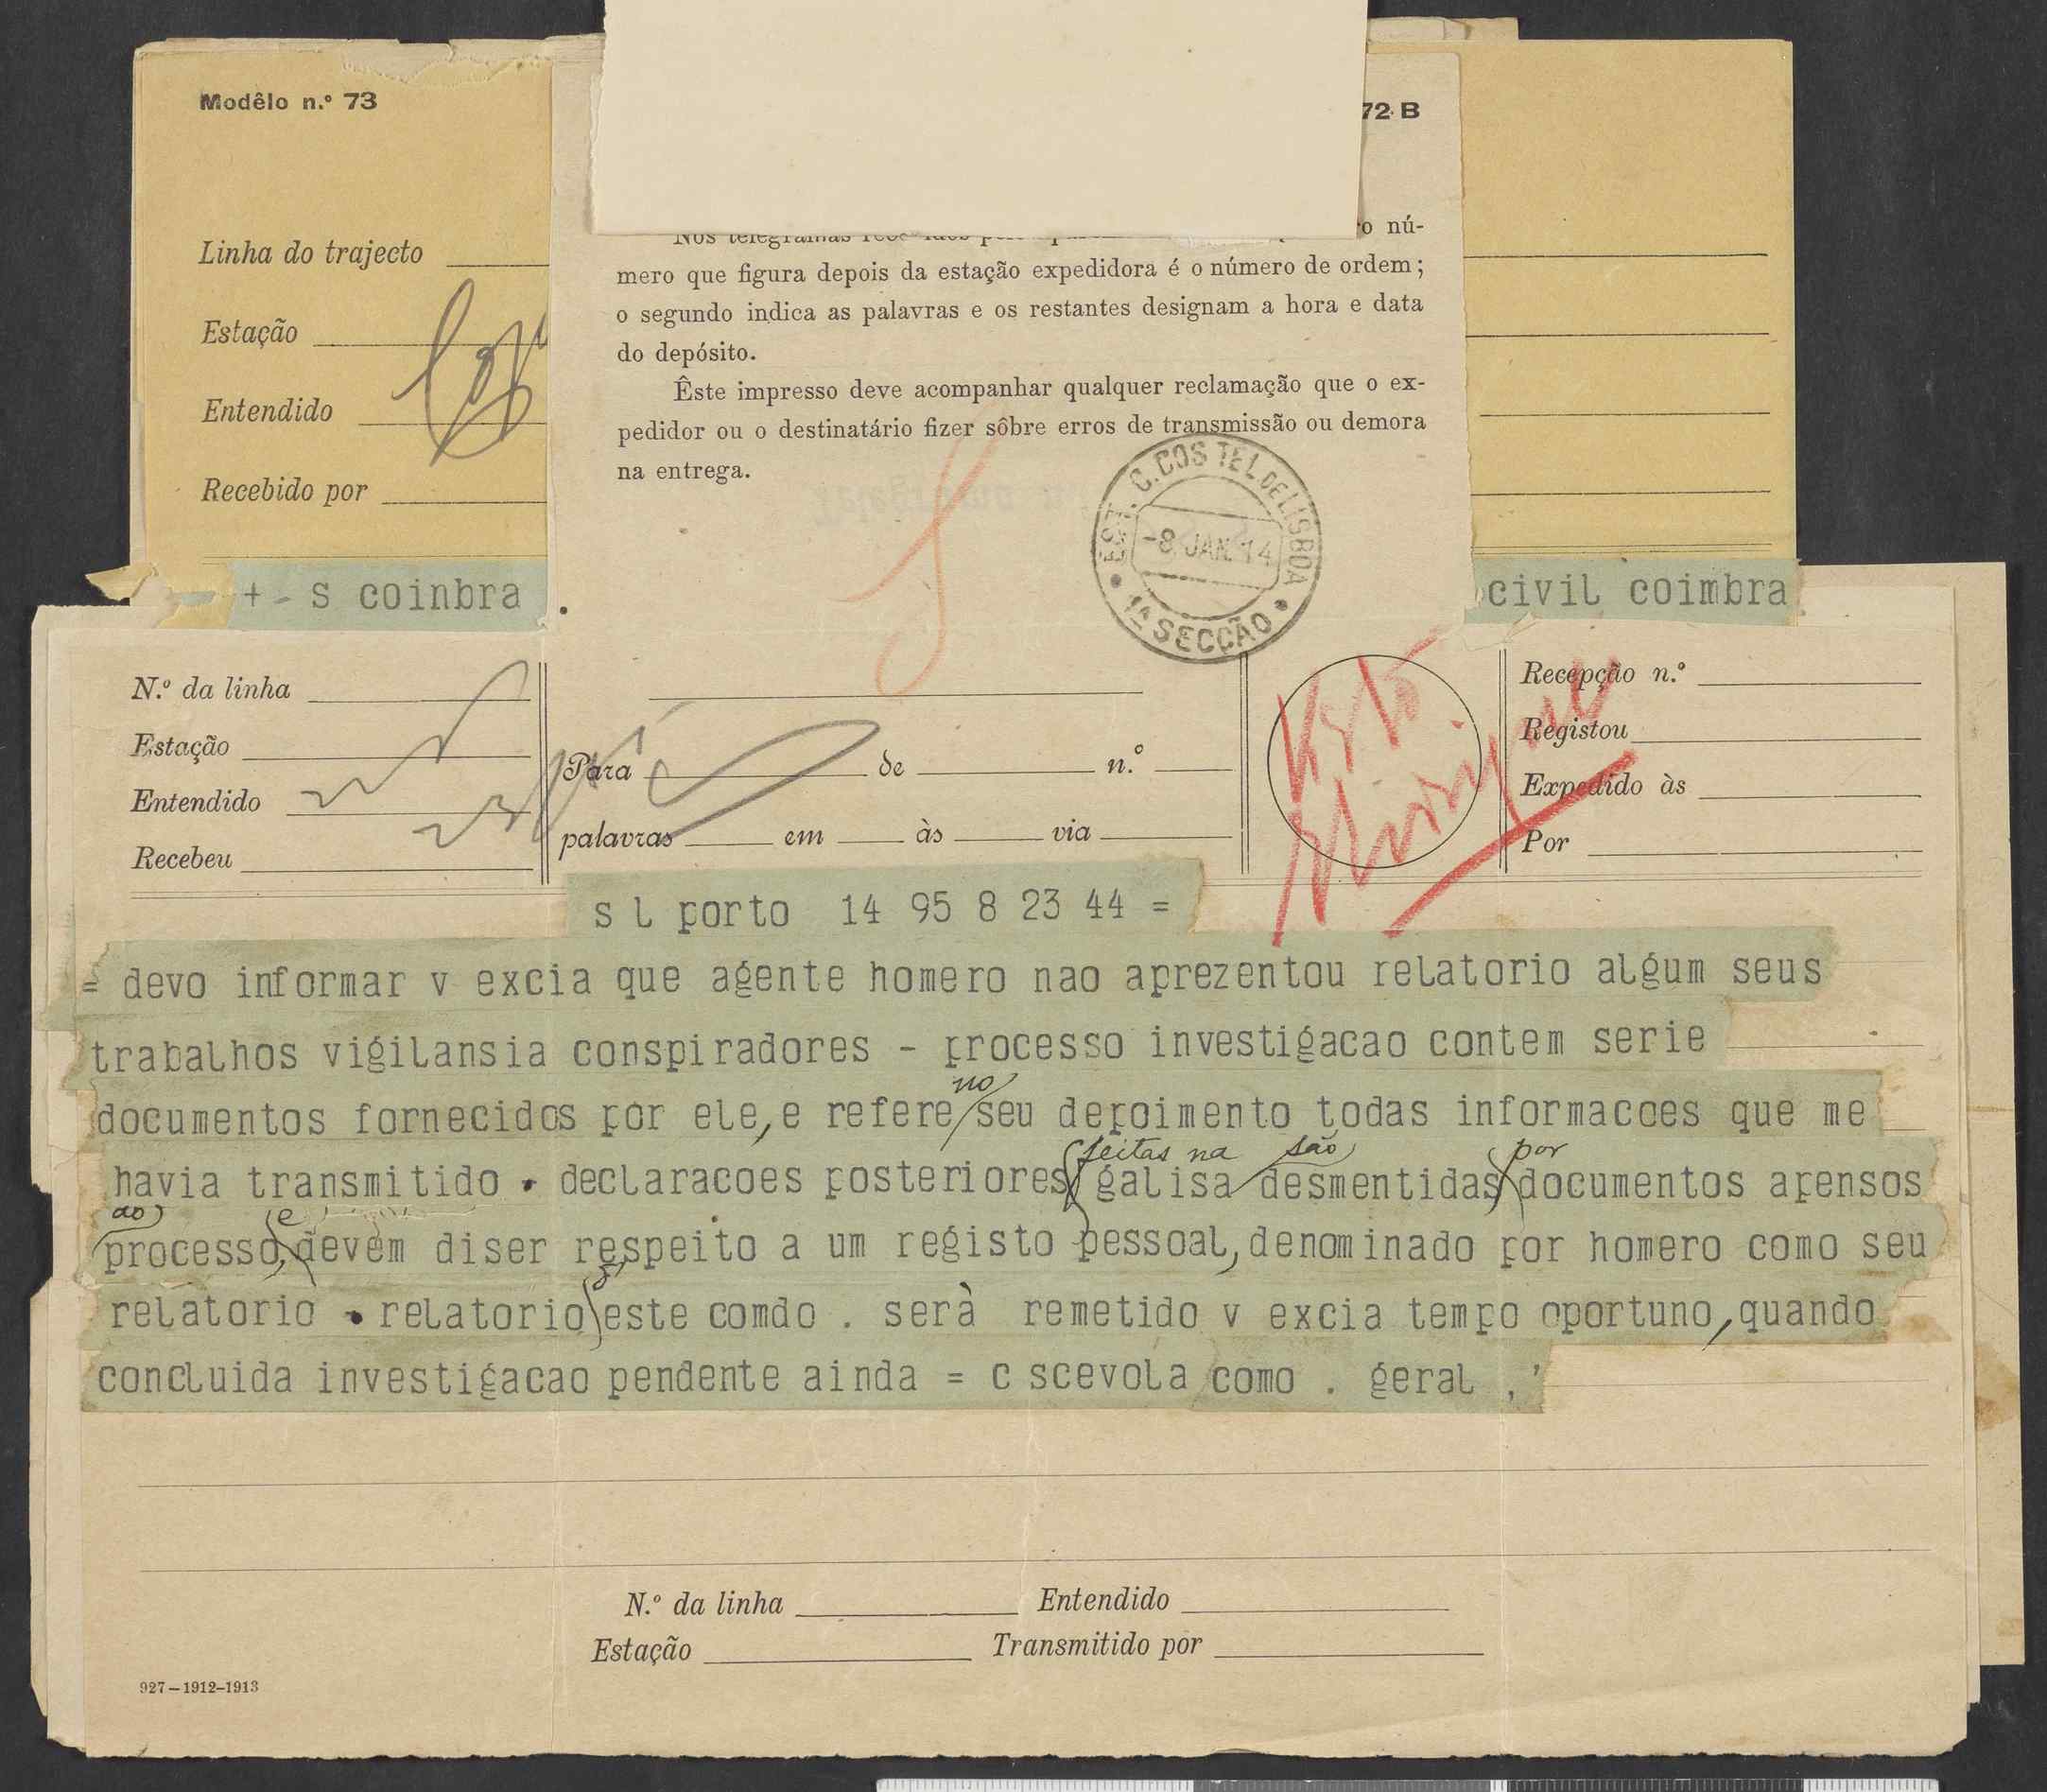 Modêlo n.º 73
72-B
Linha do trajecto
Estação
Entendido
Recebido por
Nos telegramas
ro nú-
mero que figura depois da estação expedidora é o número de ordem;
o segundo indica as palavras e os restantes designam a hora e data
do depósito.
Êste impresso deve acompanhar qualquer reclamação que o ex-
pedidor ou o destinatário fizer sôbre erros de transmissão ou demora
na entrega.
EST. C. COS TEL DE LISBOA
-8 JAN. 14
1ª SECÇÃO
+ - s coinbra
civil coimbra
N.º da linha
Estação
Entendido
Recebeu
Para de n.º
palavras em às via
Recepção n.º
Registou
Expedido às
Por
s l porto 14 95 8 23 44 =
= devo informar v excia que agente homero nao aprezentou relatorio algum seus
trabalhos vigilansia conspiradores - processo investigacao contem serie
no
documentos fornecidos por ele, e refere seu depoimento todas informacoes que me
feitas na são por
havia transmitido . declaracoes posteriores galisa desmentidas documentos apensos
ao e
processo, devem diser respeito a um registo pessoal, denominado por homero como seu
relatorio . relatorio este comdo . serà remetido v excia tempo oportuno, quando
concluida investigacao pendente ainda = c scevola como . geral ,'
N.º da linha Entendido
Estação Transmitido por
927-1912-1913